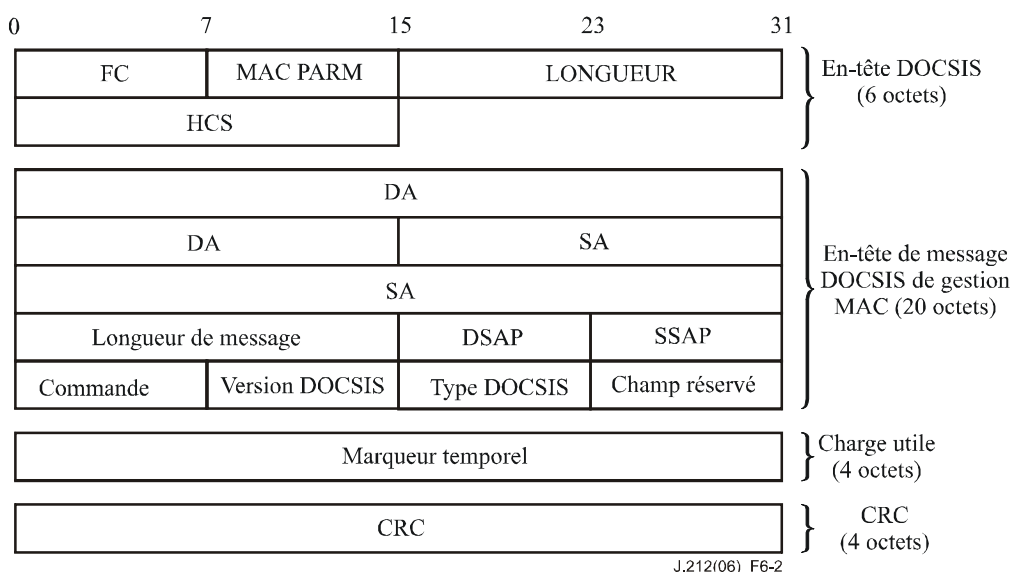 0 7 15 23 31
FC MAC PARM LONGUEUR
HCS
En-tête DOCSIS
(6 octets)
DA
DA SA
SA
Longueur de message DSAP SSAP
Commande Version DOCSIS Type DOCSIS Champ réservé
En-tête de message
DOCSIS de gestion
MAC (20 octets)
Marqueur temporel
Charge utile
(4 octets)
CRC
CRC
(4 octets)
J.212(06)_F6-2